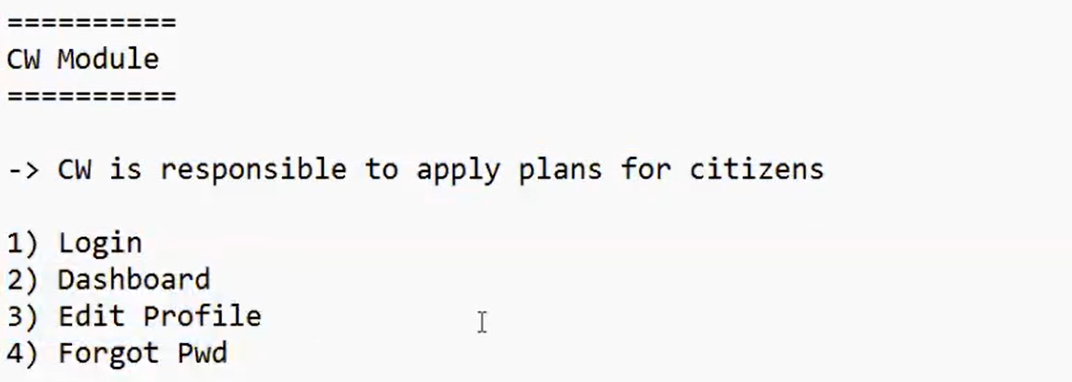 ==========
CW Module
==========
-> CW is responsible to apply plans for citizens
1) Login
2) Dashboard
3) Edit Profile
4) Forgot Pwd